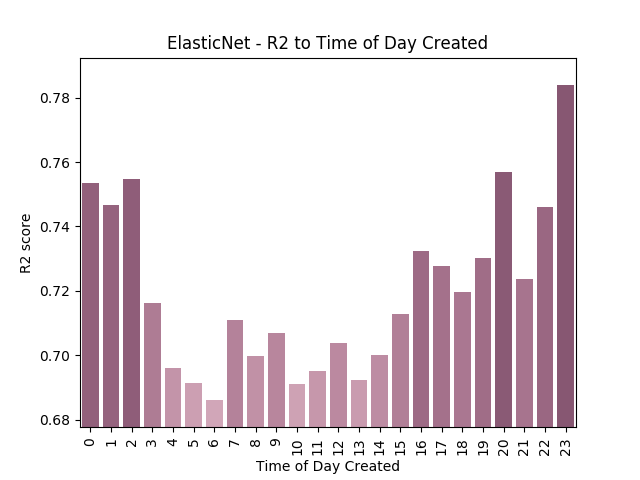 ElasticNet - R2 to Time of Day Created
R2 score
0.78
0.76
0.74
0.72
0.70
0.68
0 1 2 3 4 5 6 7 8 9 10 11 12 13 14 15 16 17 18 19 20 21 22 23
Time of Day Created